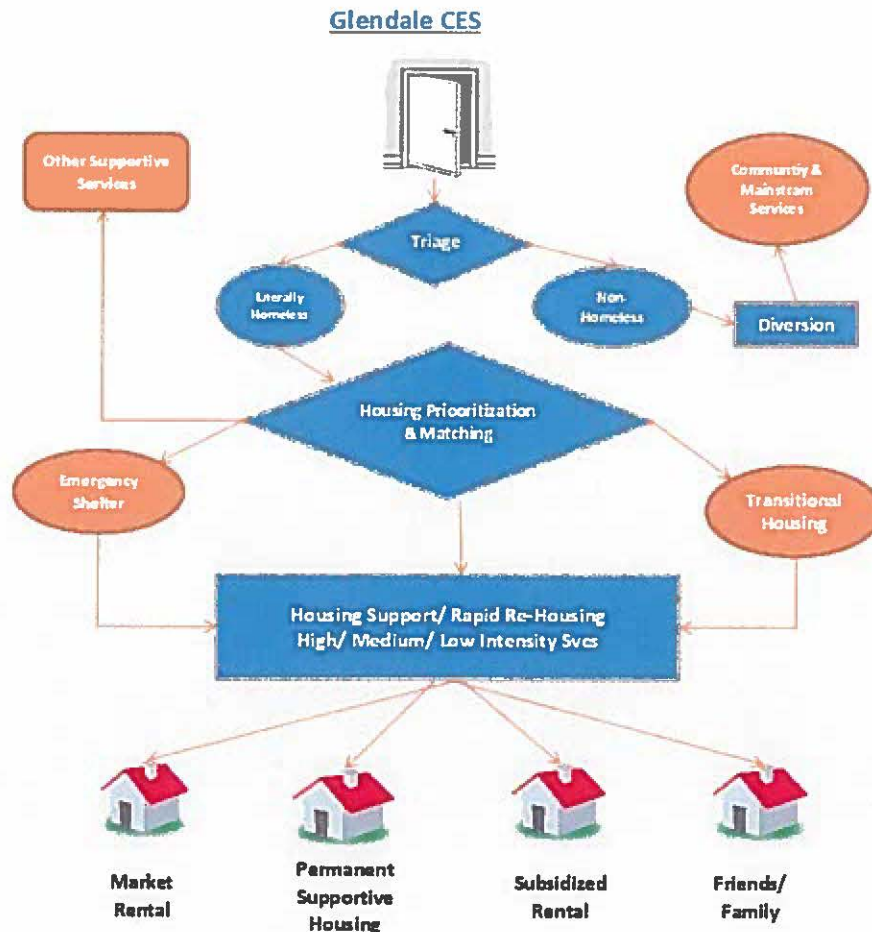 Glendale CES
Other Supportive
Services
Communtiy &
Mainstram
Services
Triage
Literally
Homeless
Non-
Homeless
Diversion
Housing Prioritization
& Matching
Emergency
Shelter
Transitional
Housing
Housing Support/ Rapid Re-Housing
High/ Medium/ Low Intensity Svcs
Market
Rental
Permanent
Supportive
Housing
Subsidized
Rental
Friends/
Family